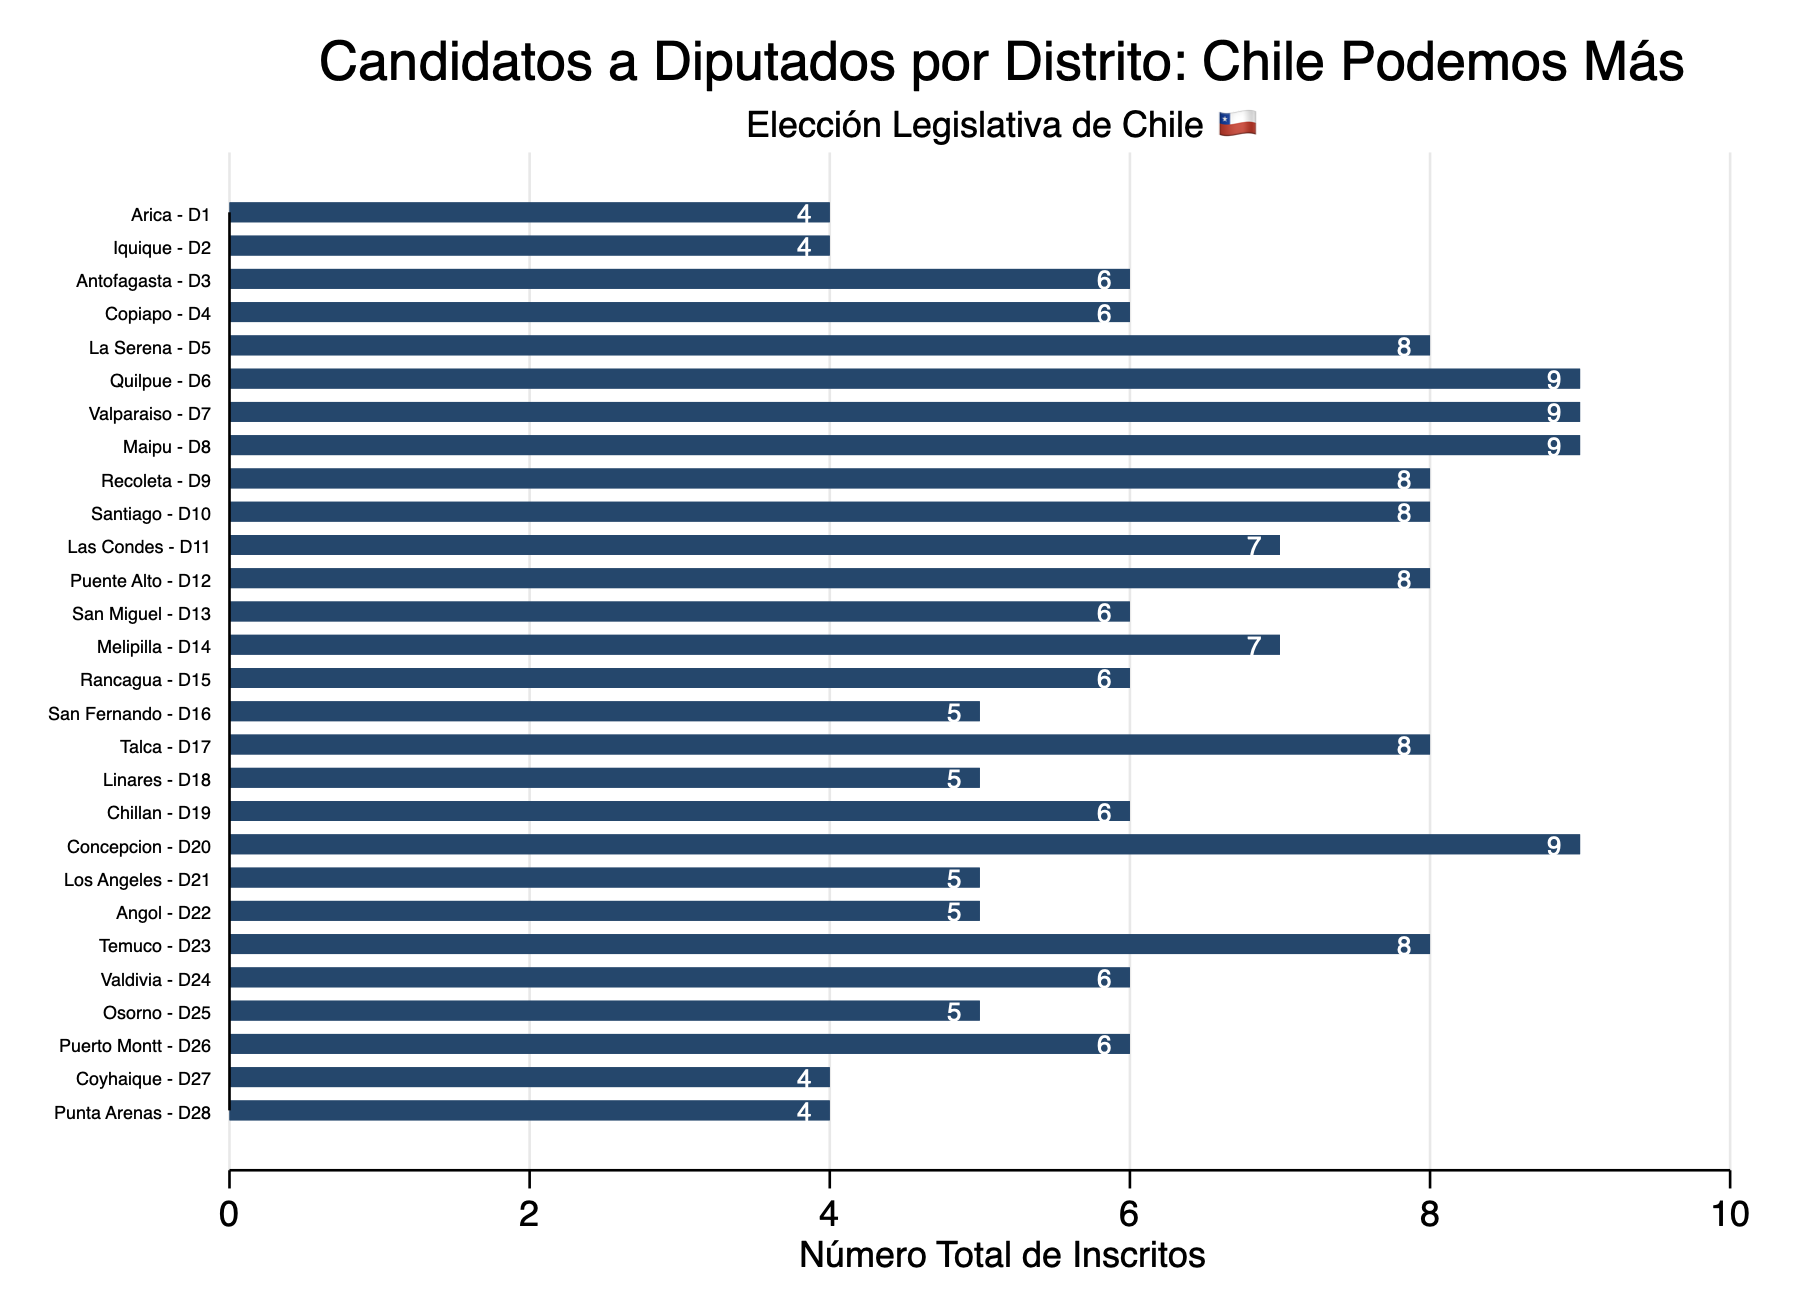 Candidatos a Diputados por Distrito: Chile Podemos Más
Elección Legislativa de Chile 🇨🇱
Arica - D1 4
Iquique - D2 4
Antofagasta - D3 6
Copiapo - D4 6
La Serena - D5 8
Quilpue - D6 9
Valparaiso - D7 9
Maipu - D8 9
Recoleta - D9 8
Santiago - D10 8
Las Condes - D11 7
Puente Alto - D12 8
San Miguel - D13 6
Melipilla - D14 7
Rancagua - D15 6
San Fernando - D16 5
Talca - D17 8
Linares - D18 5
Chillan - D19 6
Concepcion - D20 9
Los Angeles - D21 5
Angol - D22 5
Temuco - D23 8
Valdivia - D24 6
Osorno - D25 5
Puerto Montt - D26 6
Coyhaique - D27 4
Punta Arenas - D28 4
0 2 4 6 8 10
Número Total de Inscritos